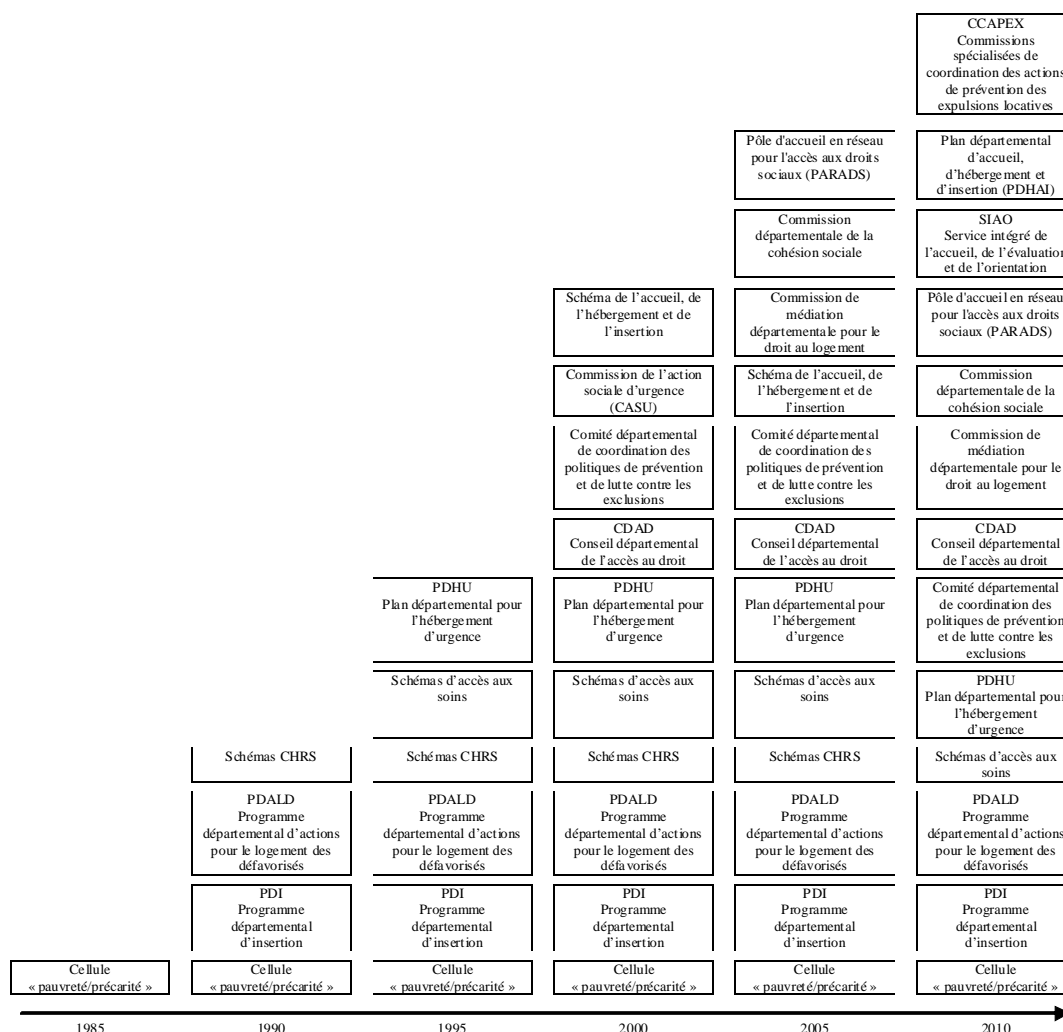 CCAPEX
Commissions
spécialisées de
coordination des actions
de prévention des
expulsions locatives
Pôle d'accueil en réseau
pour l'accès aux droits
sociaux (PARADS)
Plan départemental
d’accueil,
d’hébergement et
d’insertion (PDHAI)
Commission
départementale de la
cohésion sociale
SIAO
Service intégré de
l’accueil, de l’évaluation
et de l’orientation
Schéma de l’accueil, de
l’hébergement et de
l’insertion
Commission de
médiation
départementale pour le
droit au logement
Pôle d'accueil en réseau
pour l'accès aux droits
sociaux (PARADS)
Commission de l’action
sociale d’urgence
(CASU)
Schéma de l’accueil, de
l’hébergement et de
l’insertion
Commission
départementale de la
cohésion sociale
Comité départemental
de coordination des
politiques de prévention
et de lutte contre les
exclusions
Comité départemental
de coordination des
politiques de prévention
et de lutte contre les
exclusions
Commission de
médiation
départementale pour le
droit au logement
CDAD
Conseil départemental
de l’accès au droit
CDAD
Conseil départemental
de l’accès au droit
CDAD
Conseil départemental
de l’accès au droit
PDHU
Plan départemental pour
l’hébergement
d’urgence
PDHU
Plan départemental pour
l’hébergement
d’urgence
PDHU
Plan départemental pour
l’hébergement
d’urgence
Comité départemental
de coordination des
politiques de prévention
et de lutte contre les
exclusions
Schémas d’accès aux
soins
Schémas d’accès aux
soins
Schémas d’accès aux
soins
PDHU
Plan départemental pour
l’hébergement
d’urgence
Schémas CHRS
Schémas CHRS
Schémas CHRS
Schémas CHRS
Schémas d’accès aux
soins
PDALD
Programme
départemental d’actions
pour le logement des
défavorisés
PDALD
Programme
départemental d’actions
pour le logement des
défavorisés
PDALD
Programme
départemental d’actions
pour le logement des
défavorisés
PDALD
Programme
départemental d’actions
pour le logement des
défavorisés
PDALD
Programme
départemental d’actions
pour le logement des
défavorisés
PDI
Programme
départemental
d’insertion
PDI
Programme
départemental
d’insertion
PDI
Programme
départemental
d’insertion
PDI
Programme
départemental
d’insertion
PDI
Programme
départemental
d’insertion
Cellule
« pauvreté/précarité »
Cellule
« pauvreté/précarité »
Cellule
« pauvreté/précarité »
Cellule
« pauvreté/précarité »
Cellule
« pauvreté/précarité »
Cellule
« pauvreté/précarité »
1985
1990
1995
2000
2005
2010